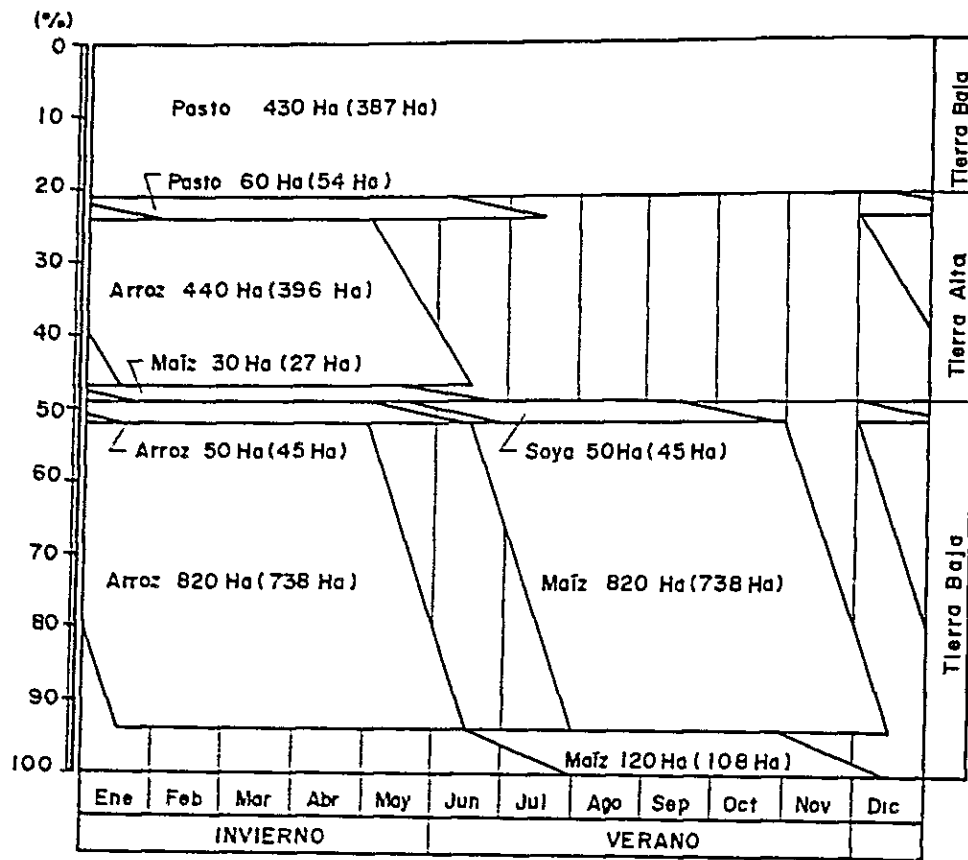 (%)
0
10
20
30
40
50
60
70
80
90
100
Pasto 430 Ha (387 Ha)
Pasto 60 Ha (54 Ha)
Arroz 440 Ha (396 Ha)
Maíz 30 Ha (27 Ha)
Arroz 50 Ha (45 Ha)
Soya 50Ha (45 Ha)
Arroz 820 Ha (738 Ha)
Maíz 820 Ha (738 Ha)
Maíz 120 Ha (108 Ha)
Tierra Baja
Tierra Alta
Tierra Baja
Ene Feb Mar Abr May Jun Jul Ago Sep Oct Nov Dic
INVIERNO VERANO